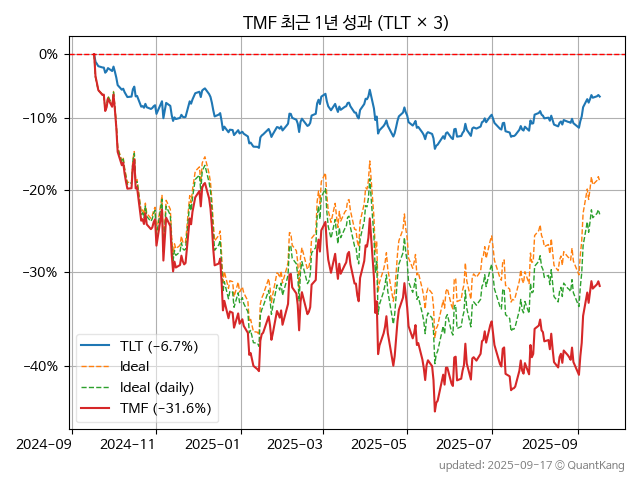 TMF 최근 1년 성과 (TLT × 3)
0%
−10%
−20%
−30%
−40%
TLT (−6.7%)
Ideal
Ideal (daily)
TMF (−31.6%)
2024-09 2024-11 2025-01 2025-03 2025-05 2025-07 2025-09
updated: 2025-09-17 © QuantKang